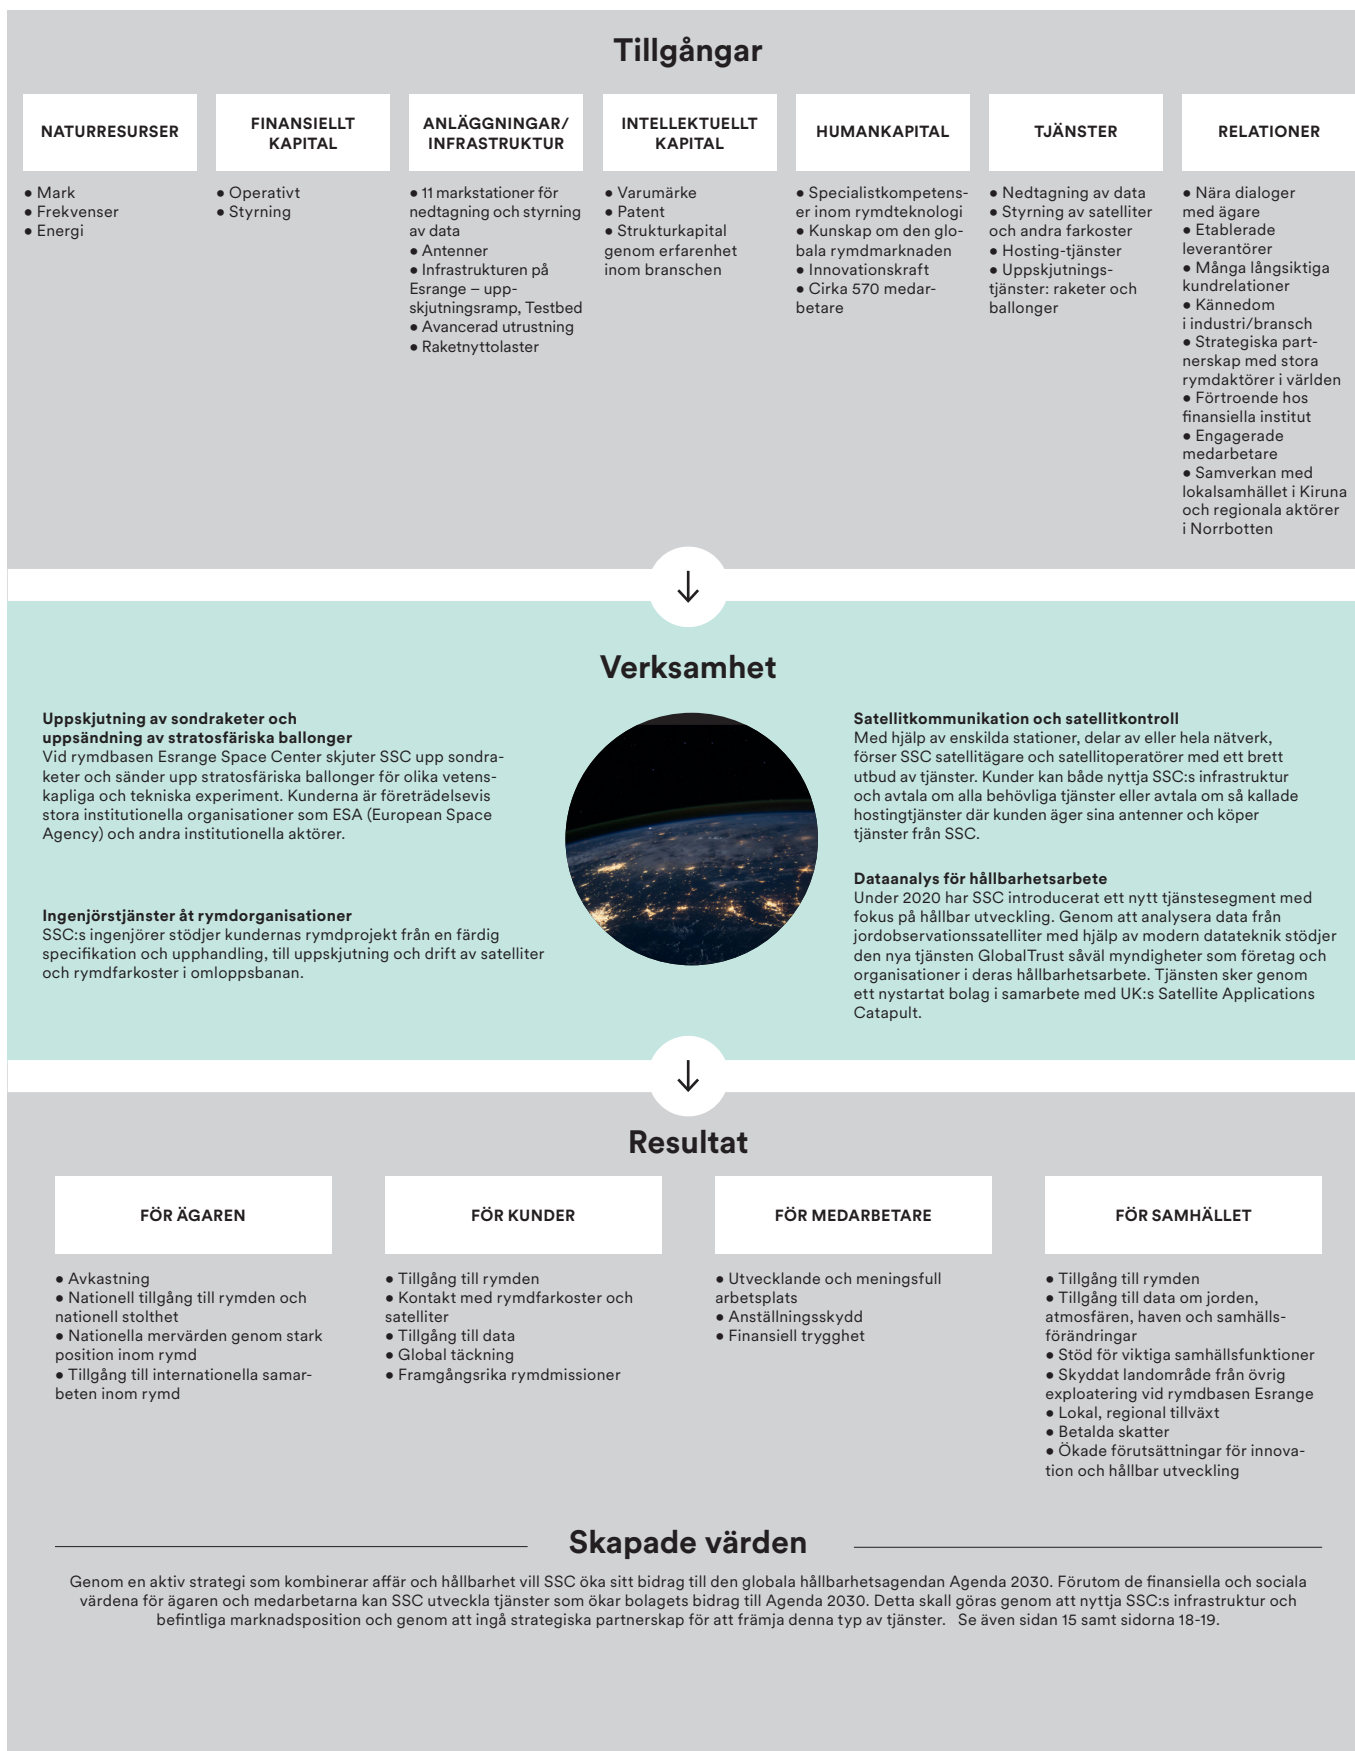 Tillgångar
NATURRESURSER
● Mark
● Frekvenser
● Energi
FINANSIELLT
KAPITAL
● Operativt
● Styrning
ANLÄGGNINGAR/
INFRASTRUKTUR
● 11 markstationer för
nedtagning och styrning
av data
● Antenner
● Infrastrukturen på
Esrange – upp-
skjutningsramp, Testbed
● Avancerad utrustning
● Raketnyttolaster
INTELLEKTUELLT
KAPITAL
● Varumärke
● Patent
● Strukturkapital
genom erfarenhet
inom branschen
HUMANKAPITAL
● Specialistkompetens-
er inom rymdteknologi
● Kunskap om den glo-
bala rymdmarknaden
● Innovationskraft
● Cirka 570 medar-
betare
TJÄNSTER
● Nedtagning av data
● Styrning av satelliter
och andra farkoster
● Hosting-tjänster
● Uppskjutnings-
tjänster: raketer och
ballonger
RELATIONER
● Nära dialoger
med ägare
● Etablerade
leverantörer
● Många långsiktiga
kundrelationer
● Kännedom
i industri/bransch
● Strategiska part-
nerskap med stora
rymdaktörer i världen
● Förtroende hos
finansiella institut
● Engagerade
medarbetare
● Samverkan med
lokalsamhället i Kiruna
och regionala aktörer
i Norrbotten
Verksamhet
Uppskjutning av sondraketer och
uppsändning av stratosfäriska ballonger
Vid rymdbasen Esrange Space Center skjuter SSC upp sondra-
keter och sänder upp stratosfäriska ballonger för olika vetens-
kapliga och tekniska experiment. Kunderna är företrädelsevis
stora institutionella organisationer som ESA (European Space
Agency) och andra institutionella aktörer.
Ingenjörstjänster åt rymdorganisationer
SSC:s ingenjörer stödjer kundernas rymdprojekt från en färdig
specifikation och upphandling, till uppskjutning och drift av satelliter
och rymdfarkoster i omloppsbanan.
Satellitkommunikation och satellitkontroll
Med hjälp av enskilda stationer, delar av eller hela nätverk,
förser SSC satellitägare och satellitoperatörer med ett brett
utbud av tjänster. Kunder kan både nyttja SSC:s infrastruktur
och avtala om alla behövliga tjänster eller avtala om så kallade
hostingtjänster där kunden äger sina antenner och köper
tjänster från SSC.
Dataanalys för hållbarhetsarbete
Under 2020 har SSC introducerat ett nytt tjänstesegment med
fokus på hållbar utveckling. Genom att analysera data från
jordobservationssatelliter med hjälp av modern datateknik stödjer
den nya tjänsten GlobalTrust såväl myndigheter som företag och
organisationer i deras hållbarhetsarbete. Tjänsten sker genom
ett nystartat bolag i samarbete med UK:s Satellite Applications
Catapult.
Resultat
FÖR ÄGAREN
● Avkastning
● Nationell tillgång till rymden och
nationell stolthet
● Nationella mervärden genom stark
position inom rymd
● Tillgång till internationella samar-
beten inom rymd
FÖR KUNDER
● Tillgång till rymden
● Kontakt med rymdfarkoster och
satelliter
● Tillgång till data
● Global täckning
● Framgångsrika rymdmissioner
FÖR MEDARBETARE
● Utvecklande och meningsfull
arbetsplats
● Anställningsskydd
● Finansiell trygghet
FÖR SAMHÄLLET
● Tillgång till rymden
● Tillgång till data om jorden,
atmosfären, haven och samhälls-
förändringar
● Stöd för viktiga samhällsfunktioner
● Skyddat landområde från övrig
exploatering vid rymdbasen Esrange
● Lokal, regional tillväxt
● Betalda skatter
● Ökade förutsättningar för innova-
tion och hållbar utveckling
Skapade värden
Genom en aktiv strategi som kombinerar affär och hållbarhet vill SSC öka sitt bidrag till den globala hållbarhetsagendan Agenda 2030. Förutom de finansiella och sociala
värdena för ägaren och medarbetarna kan SSC utveckla tjänster som ökar bolagets bidrag till Agenda 2030. Detta skall göras genom att nyttja SSC:s infrastruktur och
befintliga marknadsposition och genom att ingå strategiska partnerskap för att främja denna typ av tjänster. Se även sidan 15 samt sidorna 18-19.